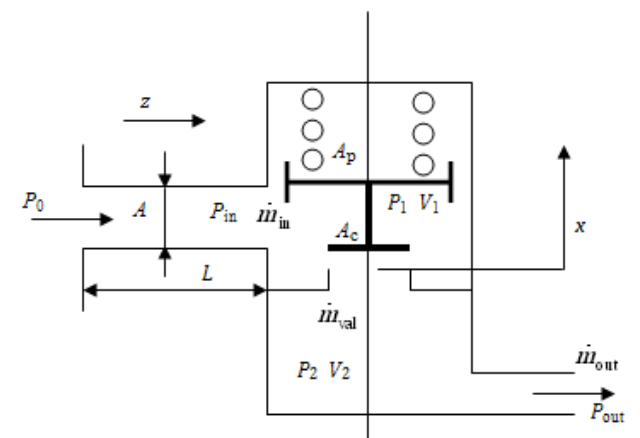 z
A_p
P_0
A
P_in
ṁ_in
P_1 V_1
A_c
x
L
ṁ_val
ṁ_out
P_2 V_2
P_out